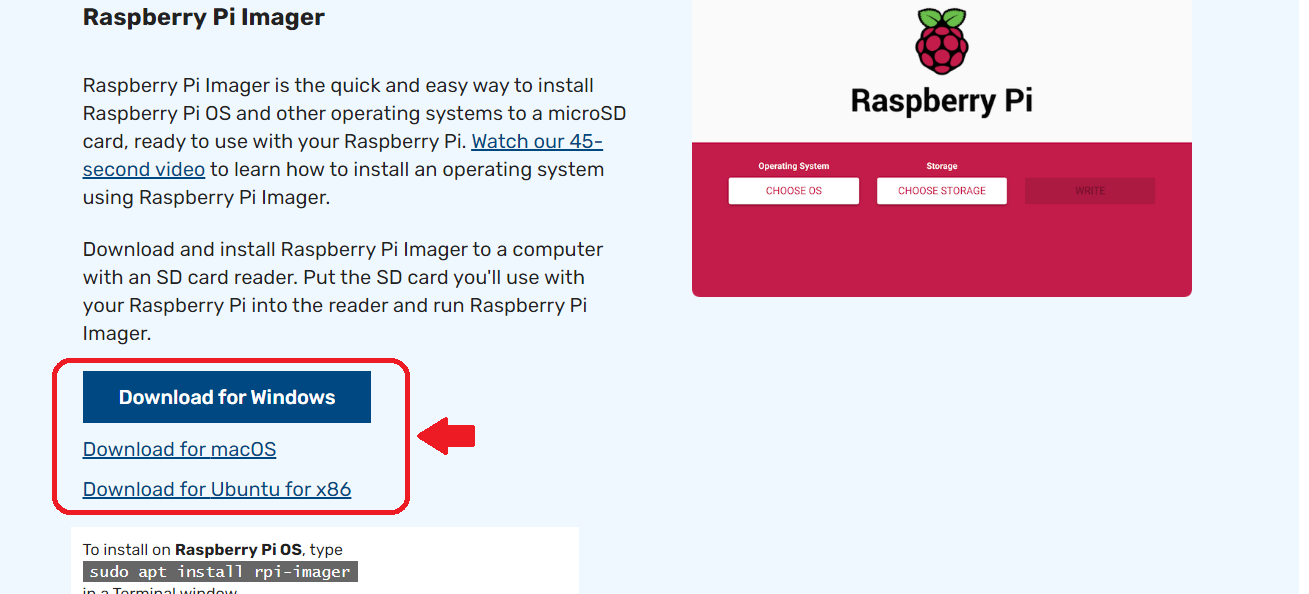 Raspberry Pi Imager
Raspberry Pi Imager is the quick and easy way to install
Raspberry Pi OS and other operating systems to a microSD
card, ready to use with your Raspberry Pi. Watch our 45-
second video to learn how to install an operating system
using Raspberry Pi Imager.
Download and install Raspberry Pi Imager to a computer
with an SD card reader. Put the SD card you'll use with
your Raspberry Pi into the reader and run Raspberry Pi
Imager.
Download for Windows
Download for macOS
Download for Ubuntu for x86
To install on Raspberry Pi OS, type
sudo apt install rpi-imager
in a Terminal window
Raspberry Pi
Operating System Storage
CHOOSE OS CHOOSE STORAGE WRITE